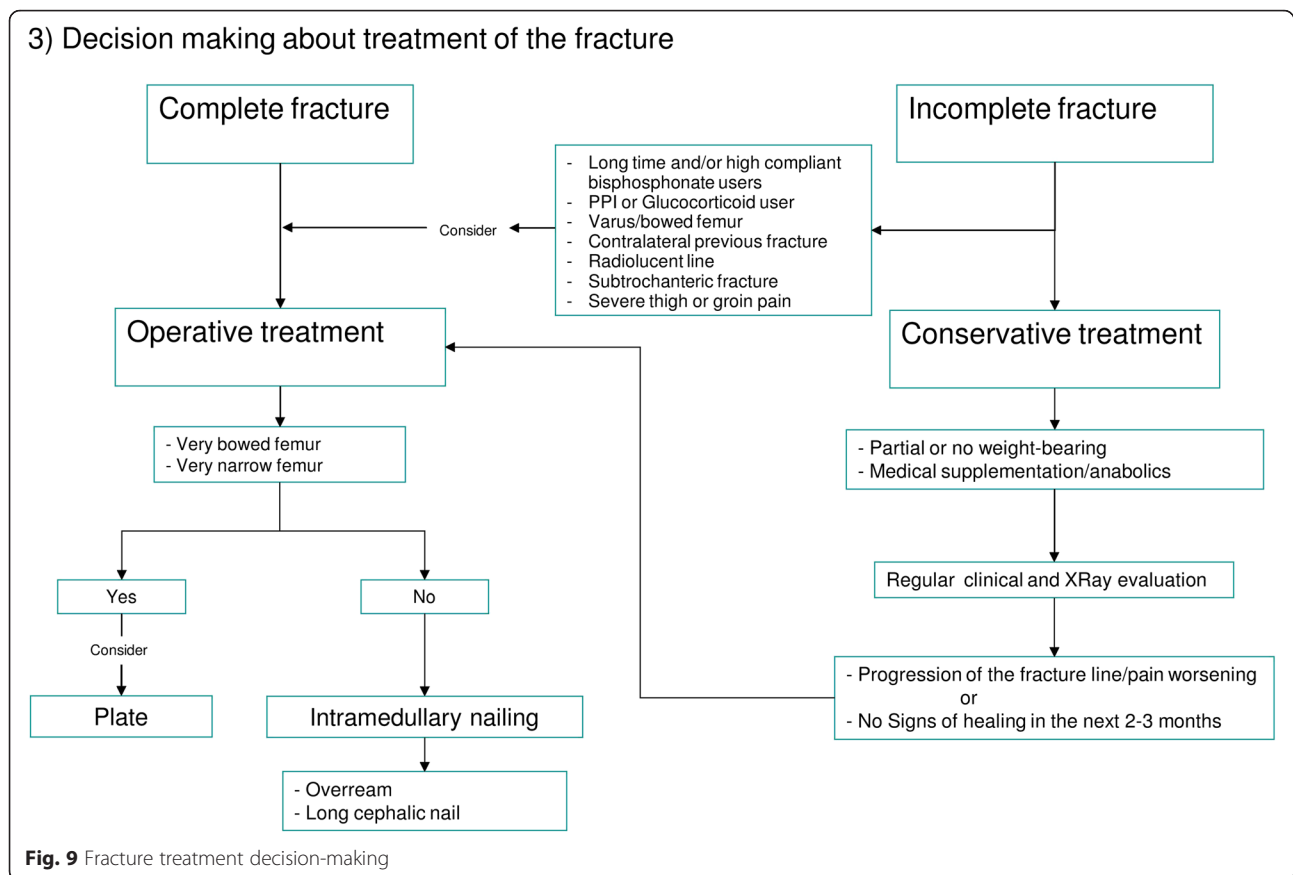 3) Decision making about treatment of the fracture
Complete fracture
Incomplete fracture
- Long time and/or high compliant
bisphosphonate users
- PPI or Glucocorticoid user
- Varus/bowed femur
- Contralateral previous fracture
- Radiolucent line
- Subtrochanteric fracture
- Severe thigh or groin pain
Consider
Operative treatment
Conservative treatment
- Very bowed femur
- Very narrow femur
- Partial or no weight-bearing
- Medical supplementation/anabolics
Yes
No
Regular clinical and XRay evaluation
Consider
Plate
Intramedullary nailing
- Progression of the fracture line/pain worsening
or
- No Signs of healing in the next 2-3 months
- Overream
- Long cephalic nail
Fig. 9 Fracture treatment decision-making